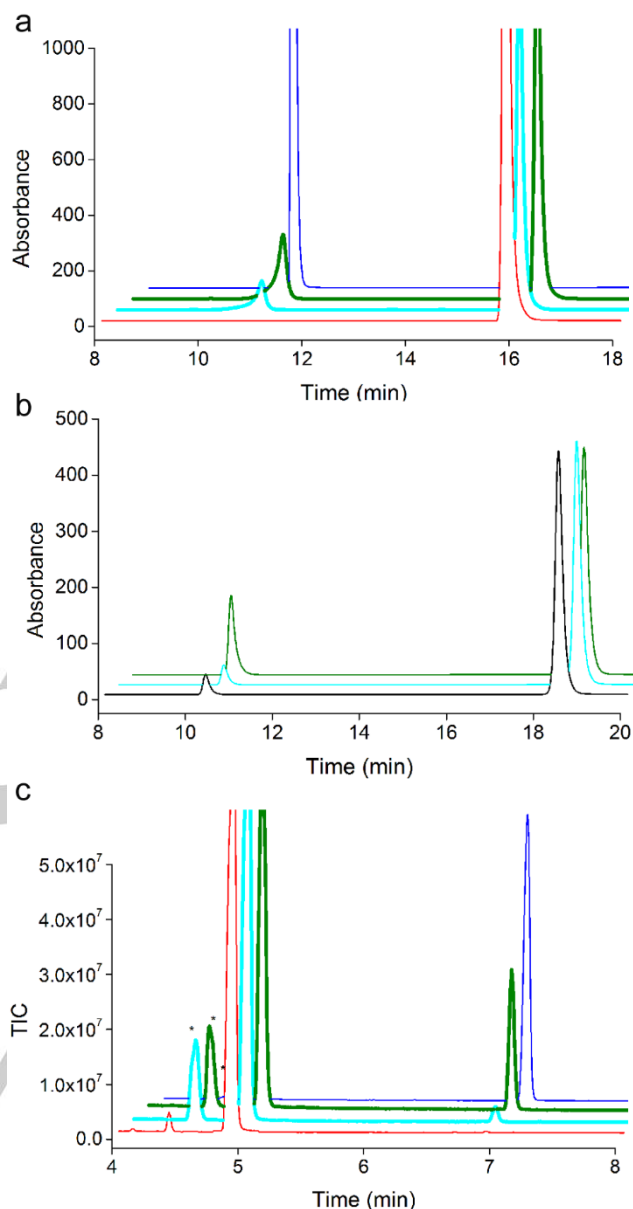 a
1000
800
600
400
200
0
Absorbance
8 10 12 14 16 18
Time (min)
b
500
400
300
200
100
0
Absorbance
8 10 12 14 16 18 20
Time (min)
c
5.0x10⁷
4.0x10⁷
3.0x10⁷
2.0x10⁷
1.0x10⁷
0.0
TIC
* *
*
4 5 6 7 8
Time (min)